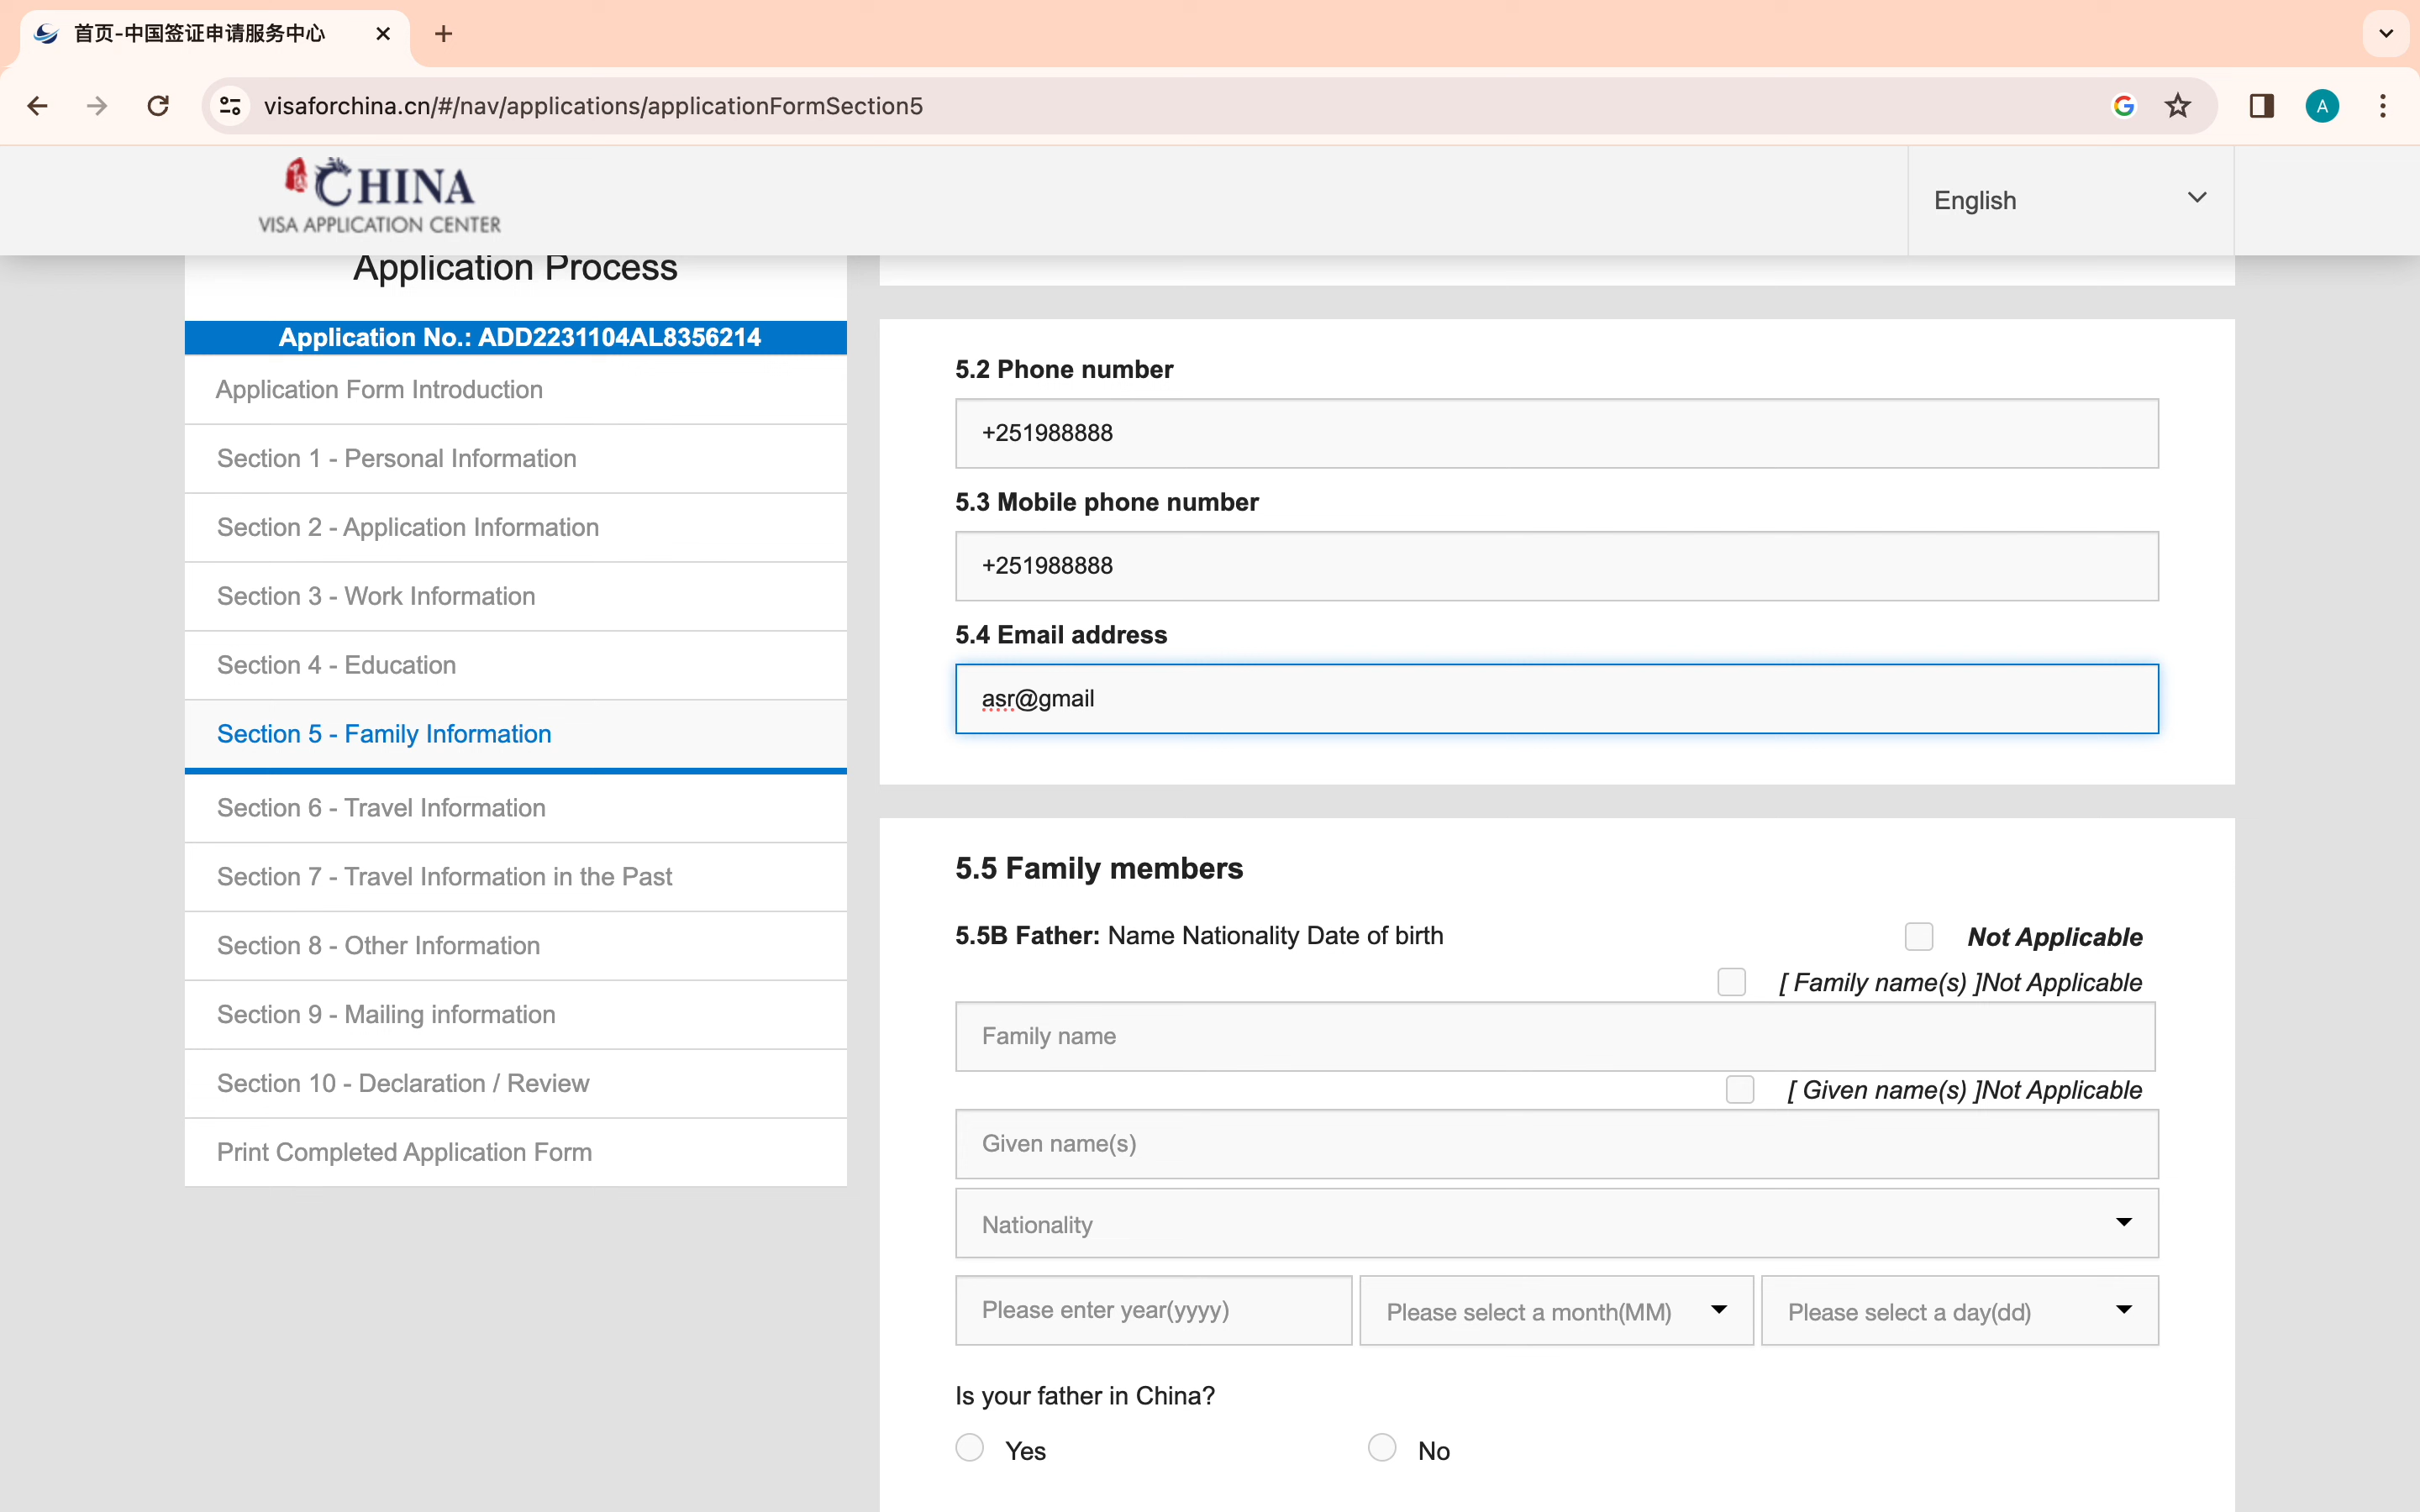 首页-中国签证申请服务中心
visaforchina.cn/#/nav/applications/applicationFormSection5
A
CHINA
VISA APPLICATION CENTER
English
Application Process
Application No.: ADD2231104AL8356214
Application Form Introduction
Section 1 - Personal Information
Section 2 - Application Information
Section 3 - Work Information
Section 4 - Education
Section 5 - Family Information
Section 6 - Travel Information
Section 7 - Travel Information in the Past
Section 8 - Other Information
Section 9 - Mailing information
Section 10 - Declaration / Review
Print Completed Application Form
5.2 Phone number
+251988888
5.3 Mobile phone number
+251988888
5.4 Email address
asr@gmail
5.5 Family members
5.5B Father: Name Nationality Date of birth
Not Applicable
[ Family name(s) ]Not Applicable
Family name
[ Given name(s) ]Not Applicable
Given name(s)
Nationality
Please enter year(yyyy)
Please select a month(MM)
Please select a day(dd)
Is your father in China?
Yes
No